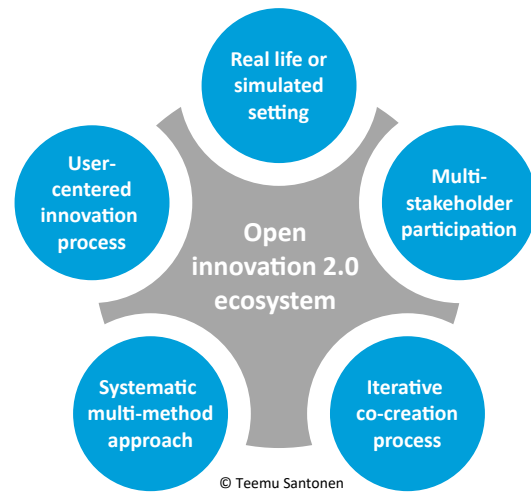 Real life or
simulated
setting
User-
centered
innovation
process
Multi-
stakeholder
participation
Open
innovation 2.0
ecosystem
Systematic
multi-method
approach
Iterative
co-creation
process
© Teemu Santonen